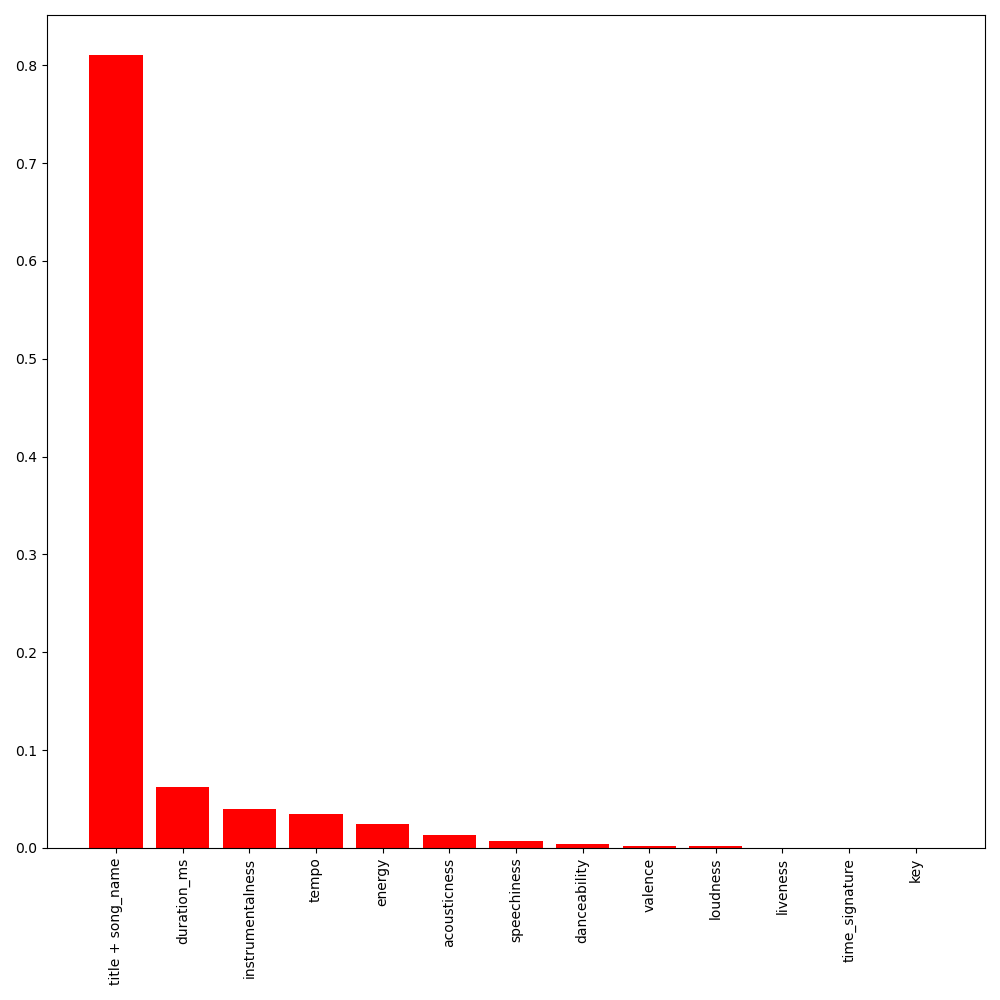 0.8
0.7
0.6
0.5
0.4
0.3
0.2
0.1
0.0
title + song_name
duration_ms
instrumentalness
tempo
energy
acousticness
speechiness
danceability
valence
loudness
liveness
time_signature
key